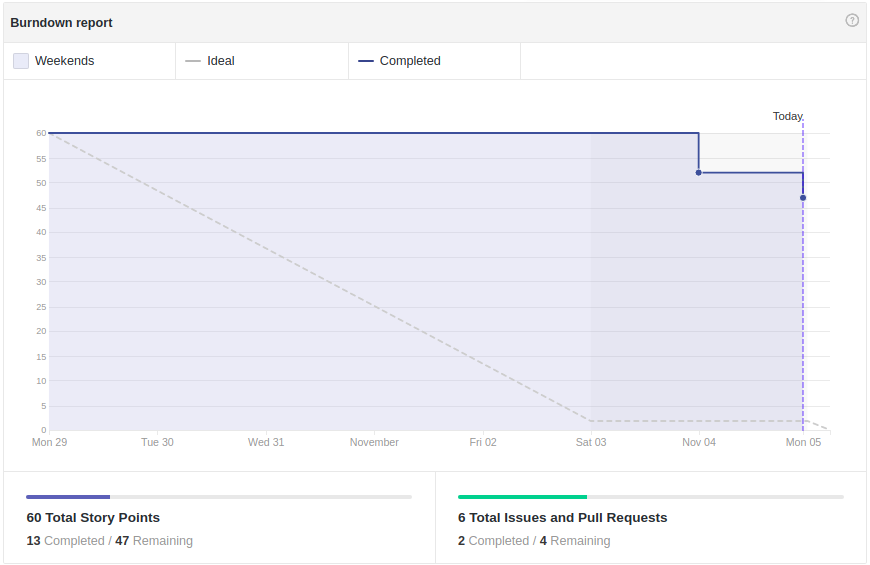 Burndown report
?
Weekends
Ideal
Completed
Today
60
55
50
45
40
35
30
25
20
15
10
5
0
Mon 29
Tue 30
Wed 31
November
Fri 02
Sat 03
Nov 04
Mon 05
60 Total Story Points
13 Completed / 47 Remaining
6 Total Issues and Pull Requests
2 Completed / 4 Remaining